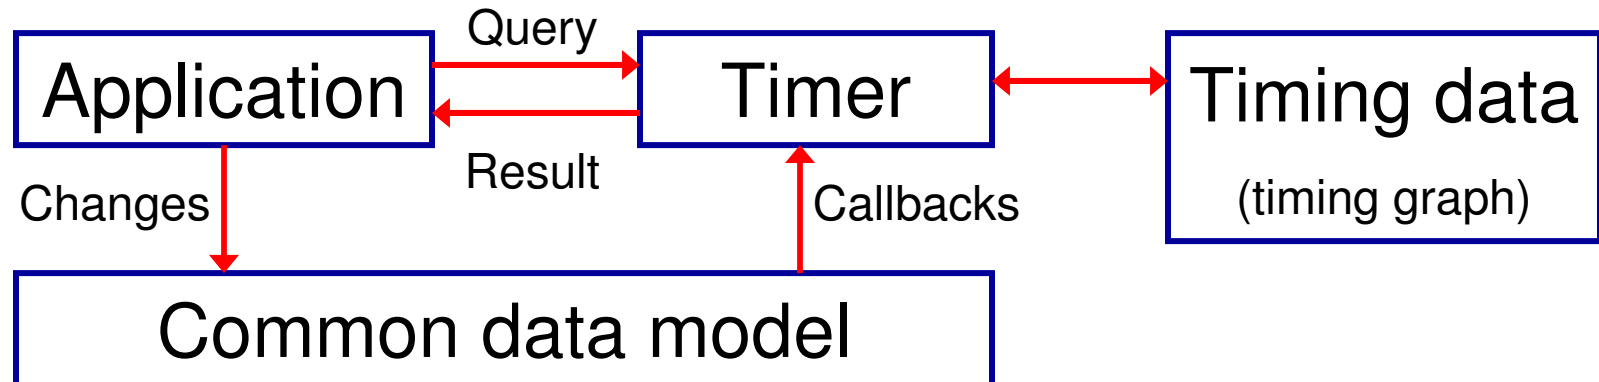 Query
Application
Timer
Timing data
Result
(timing graph)
Changes
Callbacks
Common data model